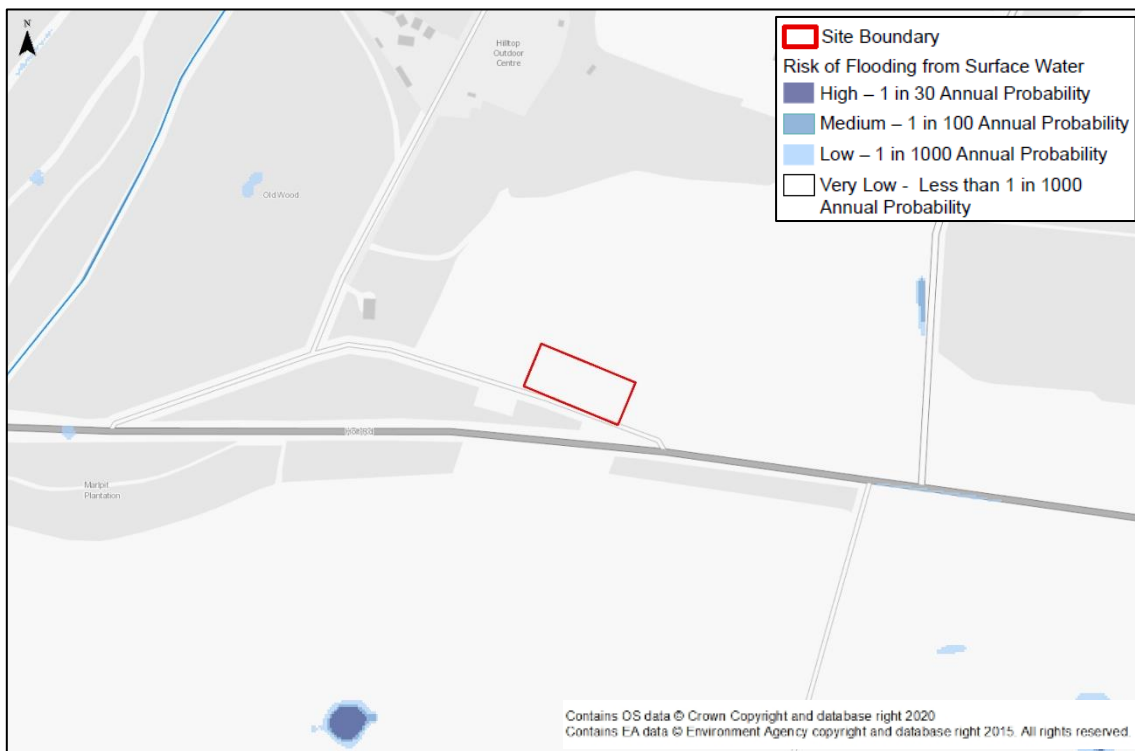 N
Hilltop
Outdoor
Centre
Old Wood
Marlpit
Plantation
Site Boundary
Risk of Flooding from Surface Water
High – 1 in 30 Annual Probability
Medium – 1 in 100 Annual Probability
Low – 1 in 1000 Annual Probability
Very Low - Less than 1 in 1000
Annual Probability
Contains OS data © Crown Copyright and database right 2020
Contains EA data © Environment Agency copyright and database right 2015. All rights reserved.